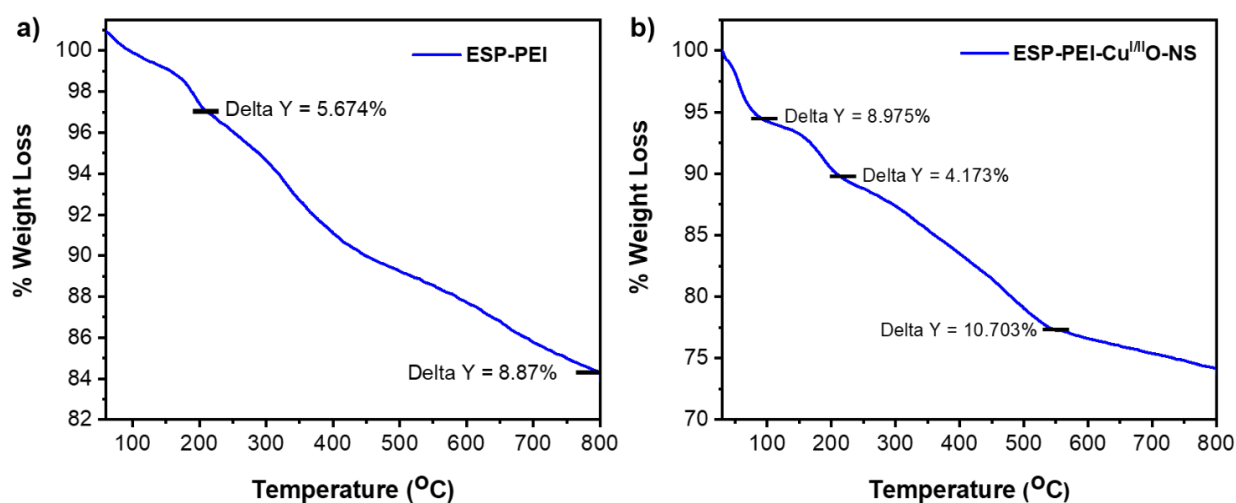 a)
ESP-PEI
% Weight Loss
100
98
96
94
92
90
88
86
84
82
Delta Y = 5.674%
Delta Y = 8.87%
100 200 300 400 500 600 700 800
Temperature (ᴼC)
b)
ESP-PEI-Cuᴵ/ᴵᴵO-NS
% Weight Loss
100
95
90
85
80
75
70
Delta Y = 8.975%
Delta Y = 4.173%
Delta Y = 10.703%
100 200 300 400 500 600 700 800
Temperature (ᴼC)